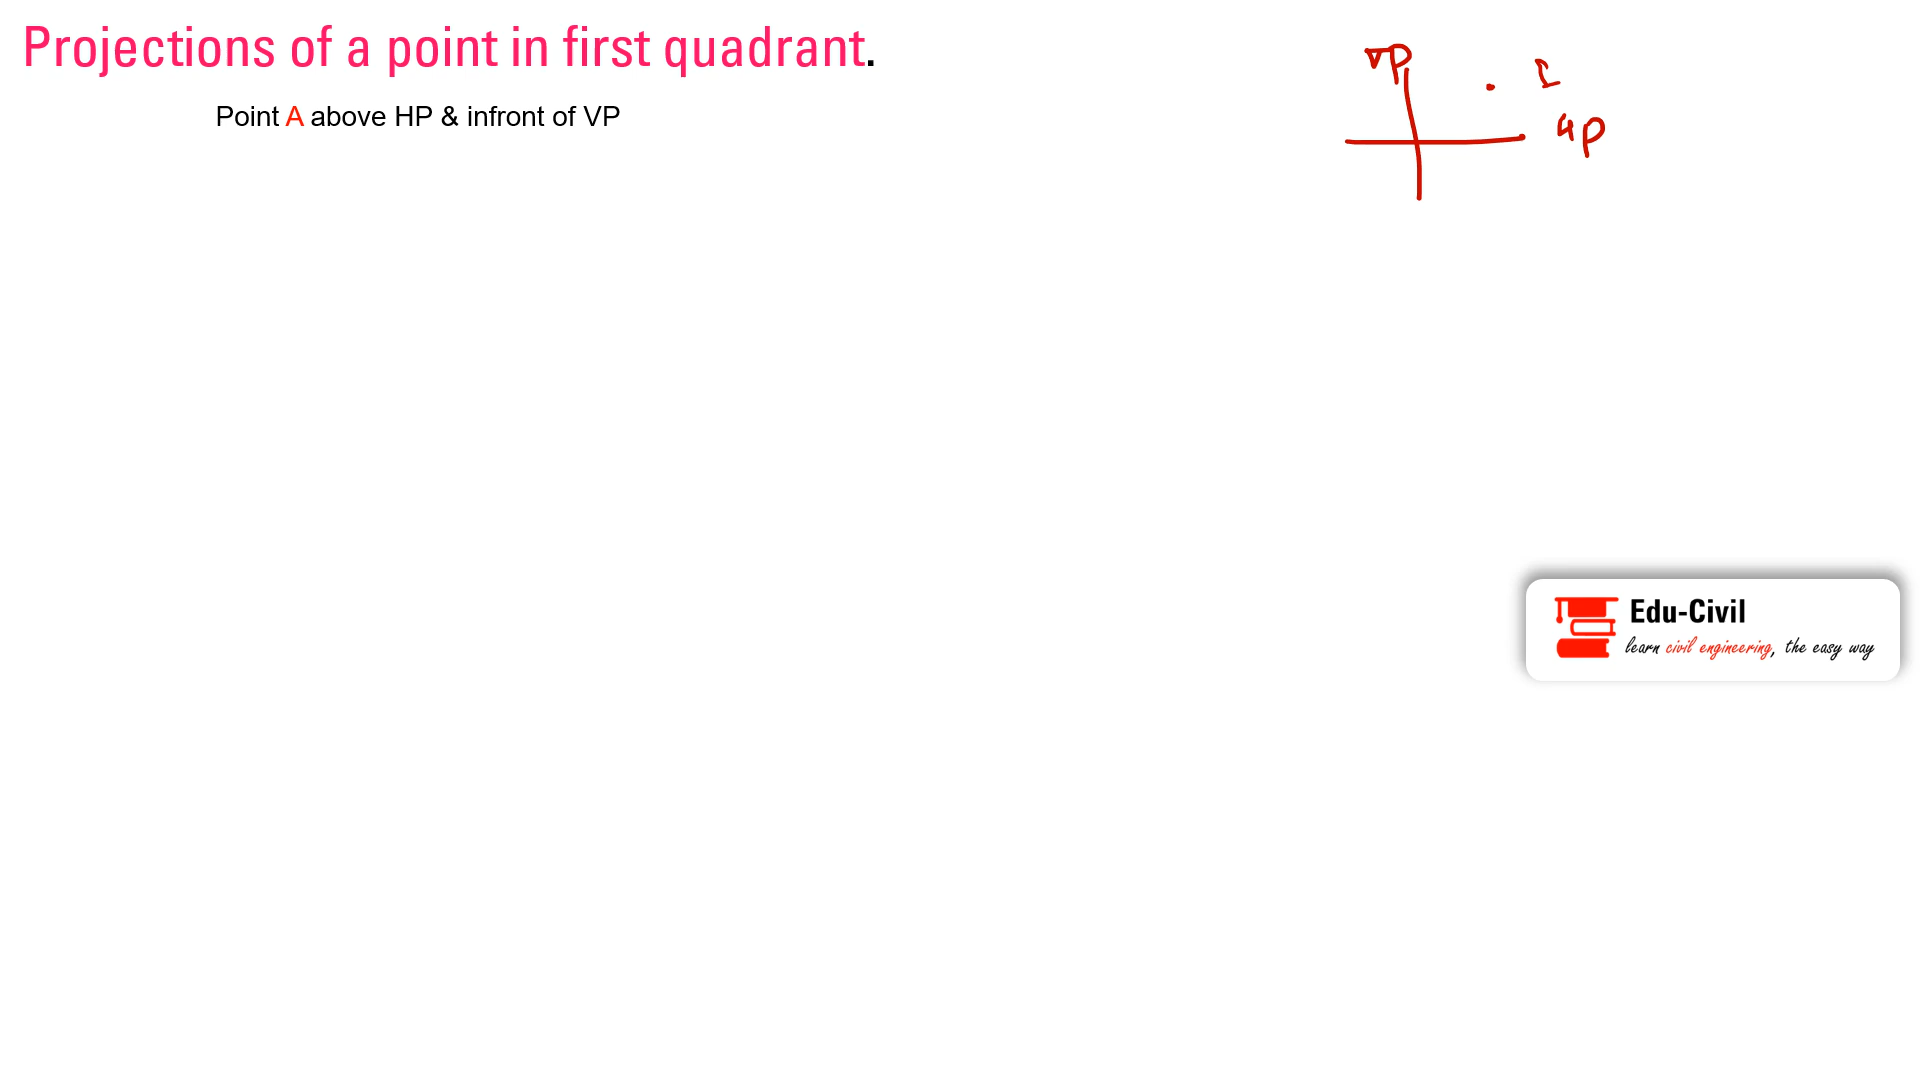 Projections of a point in first quadrant.
Point A above HP & infront of VP
VP
I
HP
Edu-Civil
learn civil engineering, the easy way